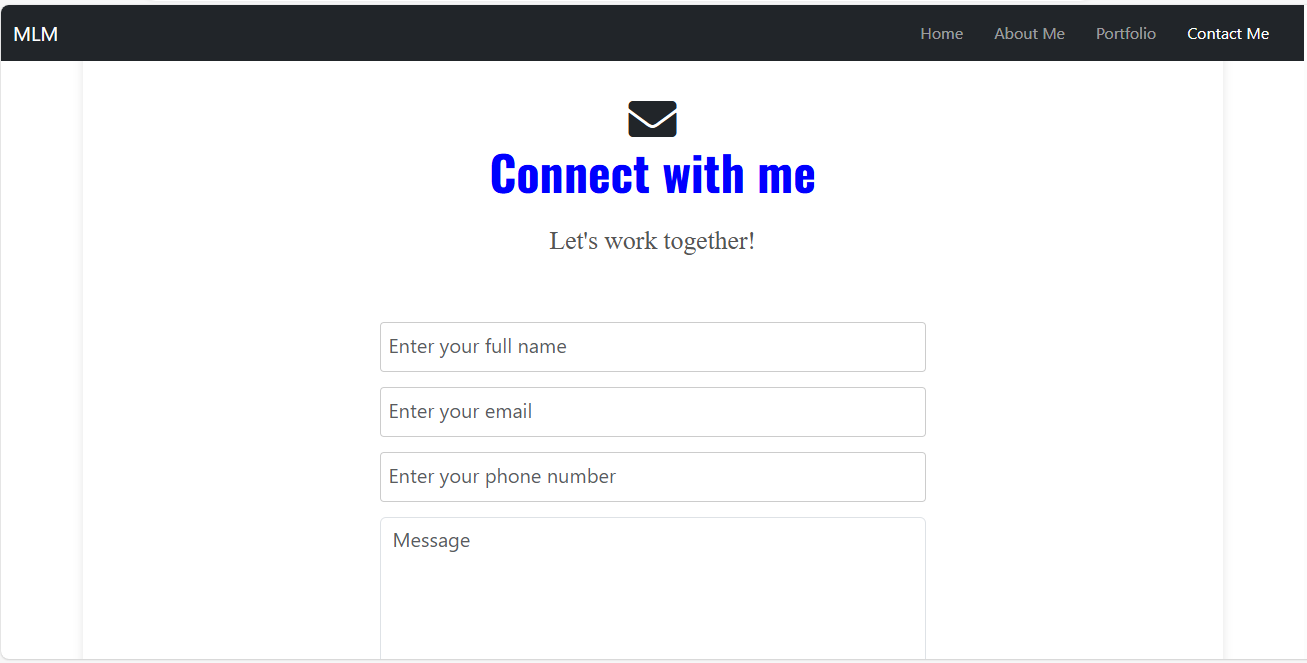 MLM Home About Me Portfolio Contact Me
Connect with me
Let's work together!
Enter your full name
Enter your email
Enter your phone number
Message